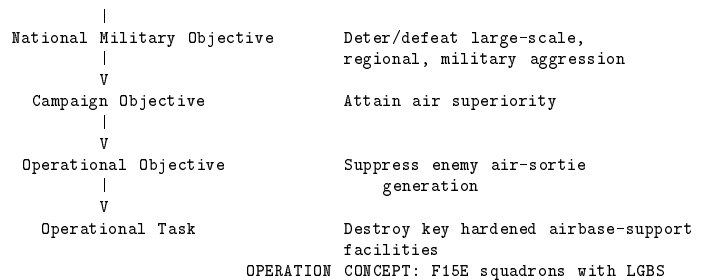 |
National Military Objective Deter/defeat large-scale,
| regional, military aggression
V
Campaign Objective Attain air superiority
|
V
Operational Objective Suppress enemy air-sortie
| generation
V
Operational Task Destroy key hardened airbase-support
facilities
OPERATION CONCEPT: F15E squadrons with LGBS